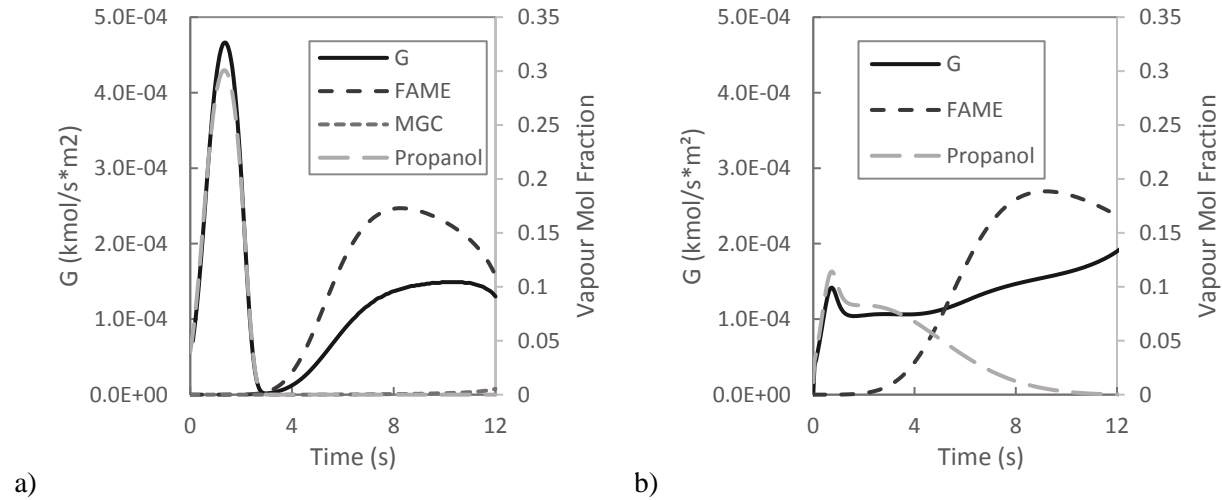 5.0E-04
4.0E-04
3.0E-04
2.0E-04
1.0E-04
0.0E+00
G (kmol/s*m2)
0.35
0.3
0.25
0.2
0.15
0.1
0.05
0
Vapour Mol Fraction
G
FAME
MGC
Propanol
0 4 8 12
Time (s)
a)
5.0E-04
4.0E-04
3.0E-04
2.0E-04
1.0E-04
0.0E+00
G (kmol/s*m²)
0.35
0.3
0.25
0.2
0.15
0.1
0.05
0
Vapour Mol Fraction
G
FAME
Propanol
0 4 8 12
Time (s)
b)